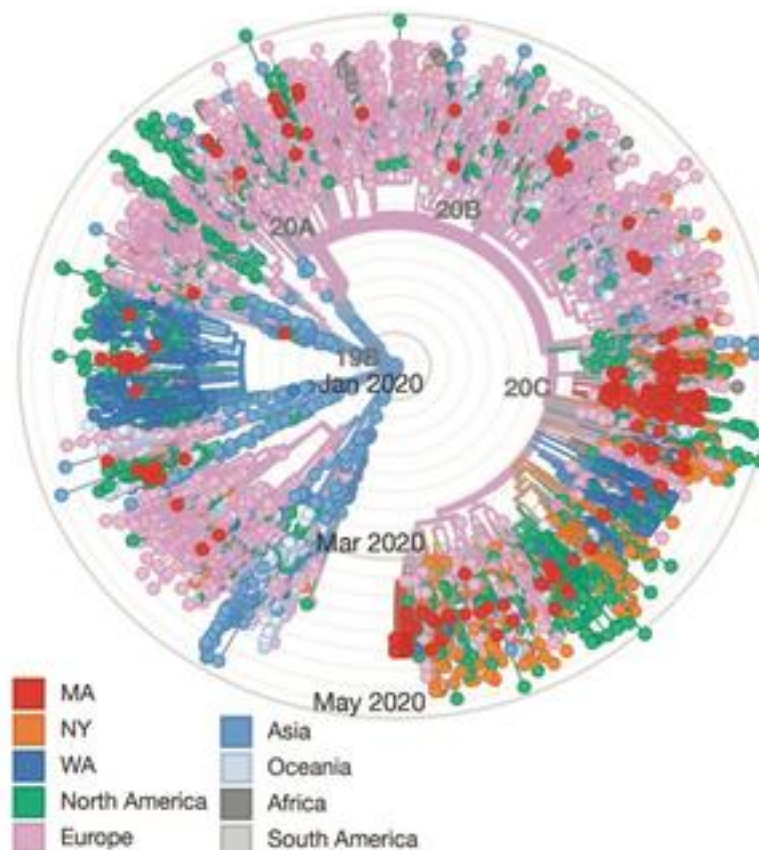 20A
20B
19B
Jan 2020
20C
Mar 2020
May 2020
MA
NY
WA
North America
Europe
Asia
Oceania
Africa
South America